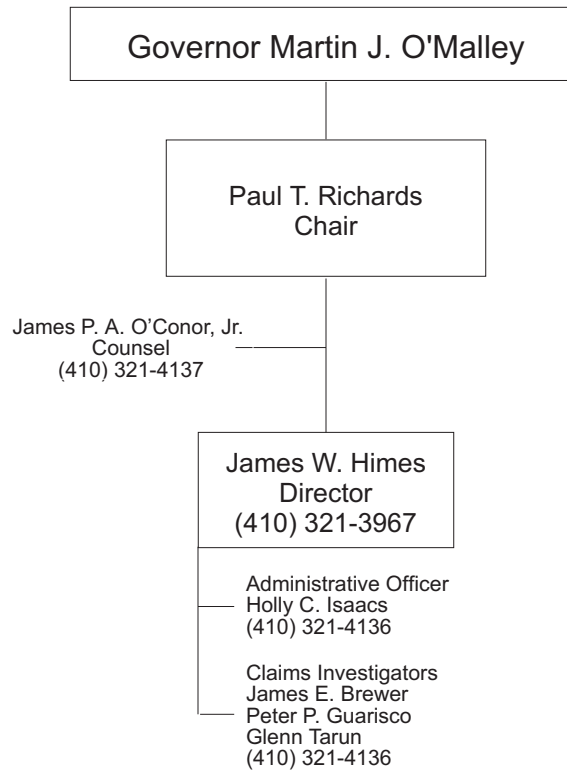 Governor Martin J. O'Malley
Paul T. Richards
Chair
James P. A. O’Conor, Jr.
Counsel
(410) 321-4137
James W. Himes
Director
(410) 321-3967
Administrative Officer
Holly C. Isaacs
(410) 321-4136
Claims Investigators
James E. Brewer
Peter P. Guarisco
Glenn Tarun
(410) 321-4136